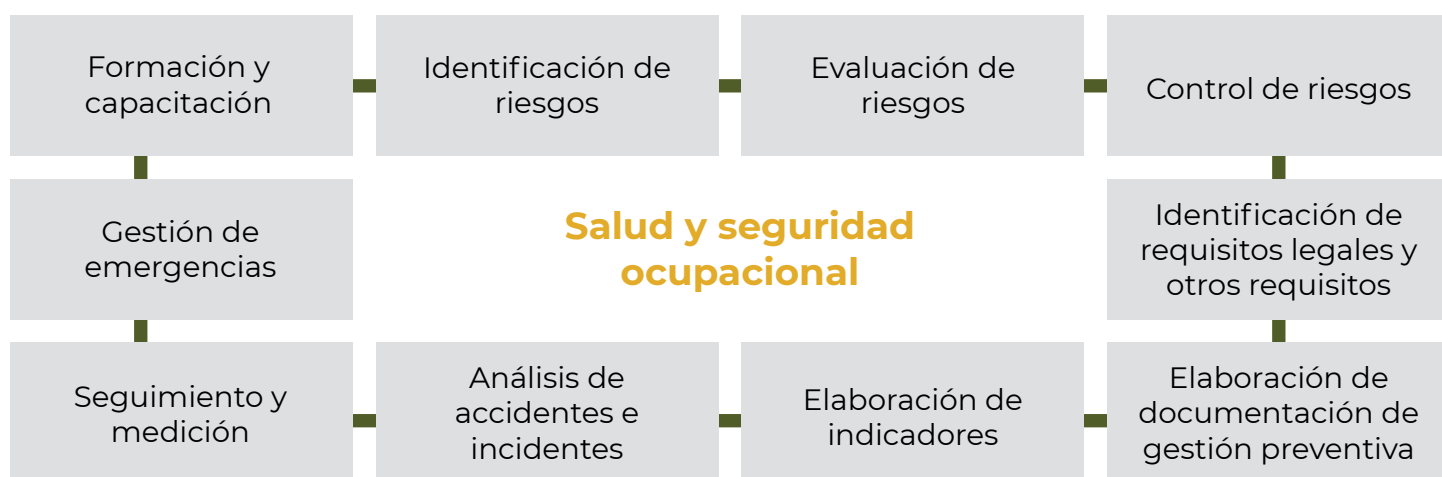 Formación y
capacitación
Identificación de
riesgos
Evaluación de
riesgos
Control de riesgos
Gestión de
emergencias
Salud y seguridad
ocupacional
Identificación de
requisitos legales y
otros requisitos
Seguimiento y
medición
Análisis de
accidentes e
incidentes
Elaboración de
indicadores
Elaboración de
documentación de
gestión preventiva